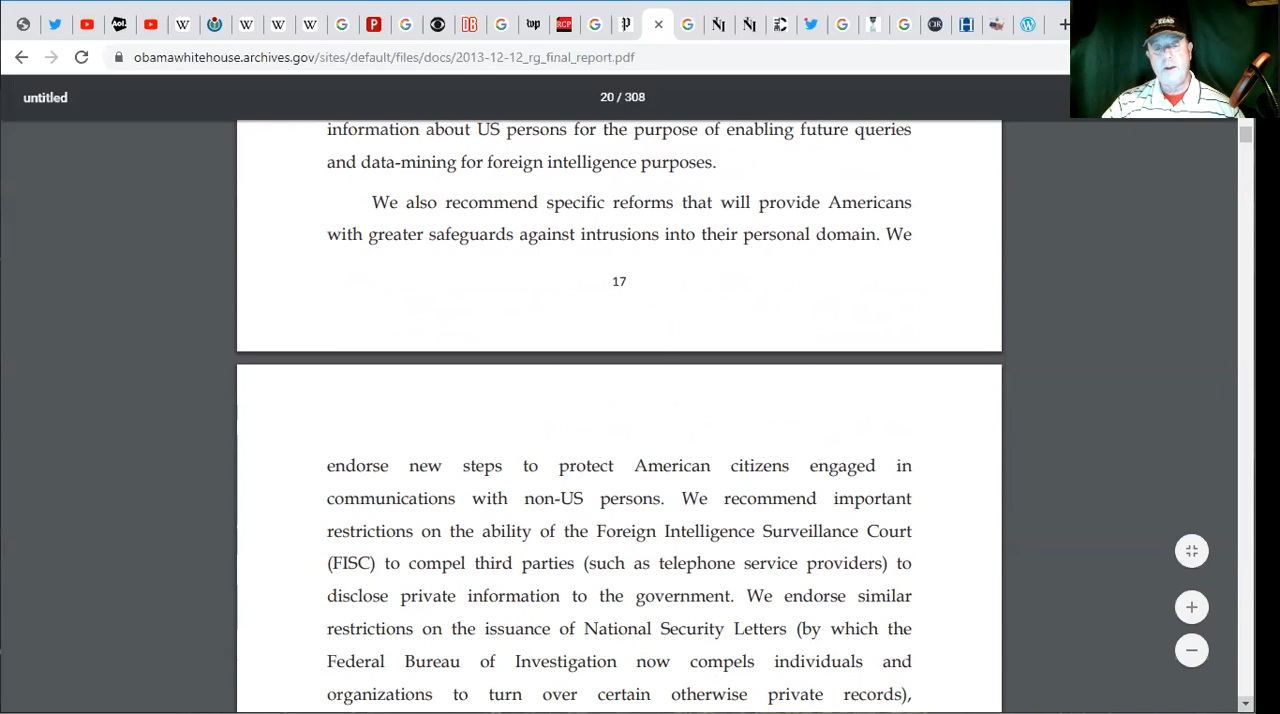 obamawhitehouse.archives.gov/sites/default/files/docs/2013-12-12_rg_final_report.pdf
untitled
20 / 308
information about US persons for the purpose of enabling future queries
and data-mining for foreign intelligence purposes.
We also recommend specific reforms that will provide Americans
with greater safeguards against intrusions into their personal domain. We
17
endorse new steps to protect American citizens engaged in
communications with non-US persons. We recommend important
restrictions on the ability of the Foreign Intelligence Surveillance Court
(FISC) to compel third parties (such as telephone service providers) to
disclose private information to the government. We endorse similar
restrictions on the issuance of National Security Letters (by which the
Federal Bureau of Investigation now compels individuals and
organizations to turn over certain otherwise private records),